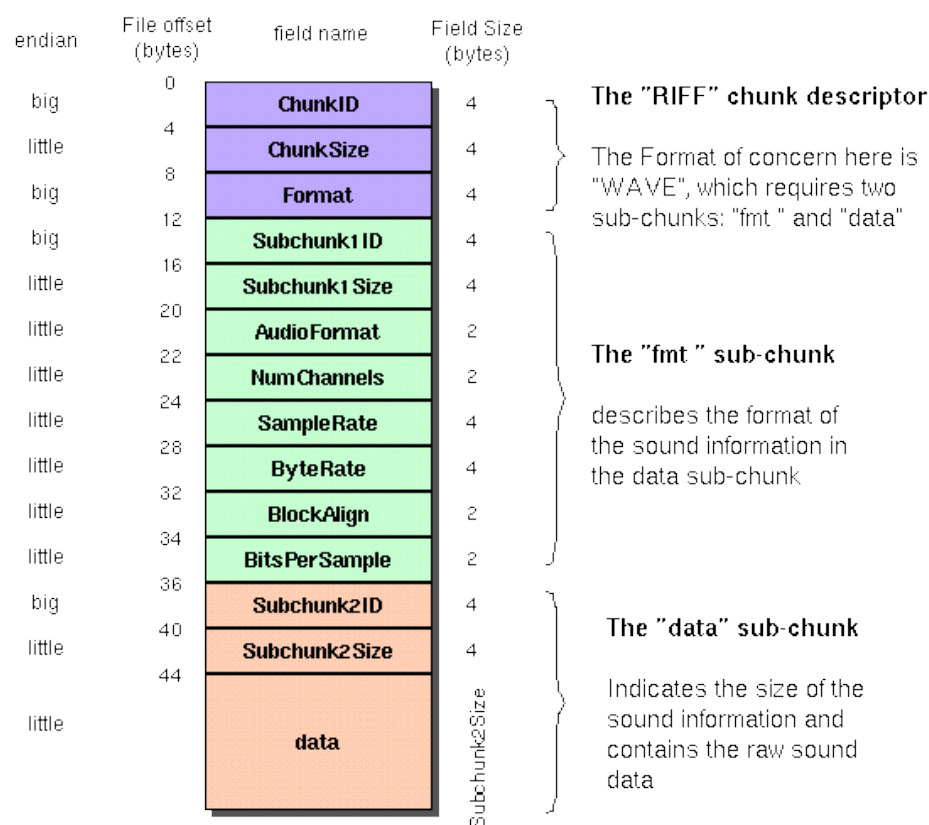 endian
File offset
(bytes)
field name
Field Size
(bytes)
0
big
ChunkID
4
4
little
ChunkSize
4
8
big
Format
4
12
The "RIFF" chunk descriptor
The Format of concern here is
"WAVE", which requires two
sub-chunks: "fmt " and "data"
big
Subchunk1ID
4
16
little
Subchunk1Size
4
20
little
AudioFormat
2
22
little
NumChannels
2
24
little
SampleRate
4
28
little
ByteRate
4
32
little
BlockAlign
2
34
little
BitsPerSample
2
36
The "fmt " sub-chunk
describes the format of
the sound information in
the data sub-chunk
big
Subchunk2ID
4
40
little
Subchunk2Size
4
44
little
data
Subchunk2Size
The "data" sub-chunk
Indicates the size of the
sound information and
contains the raw sound
data